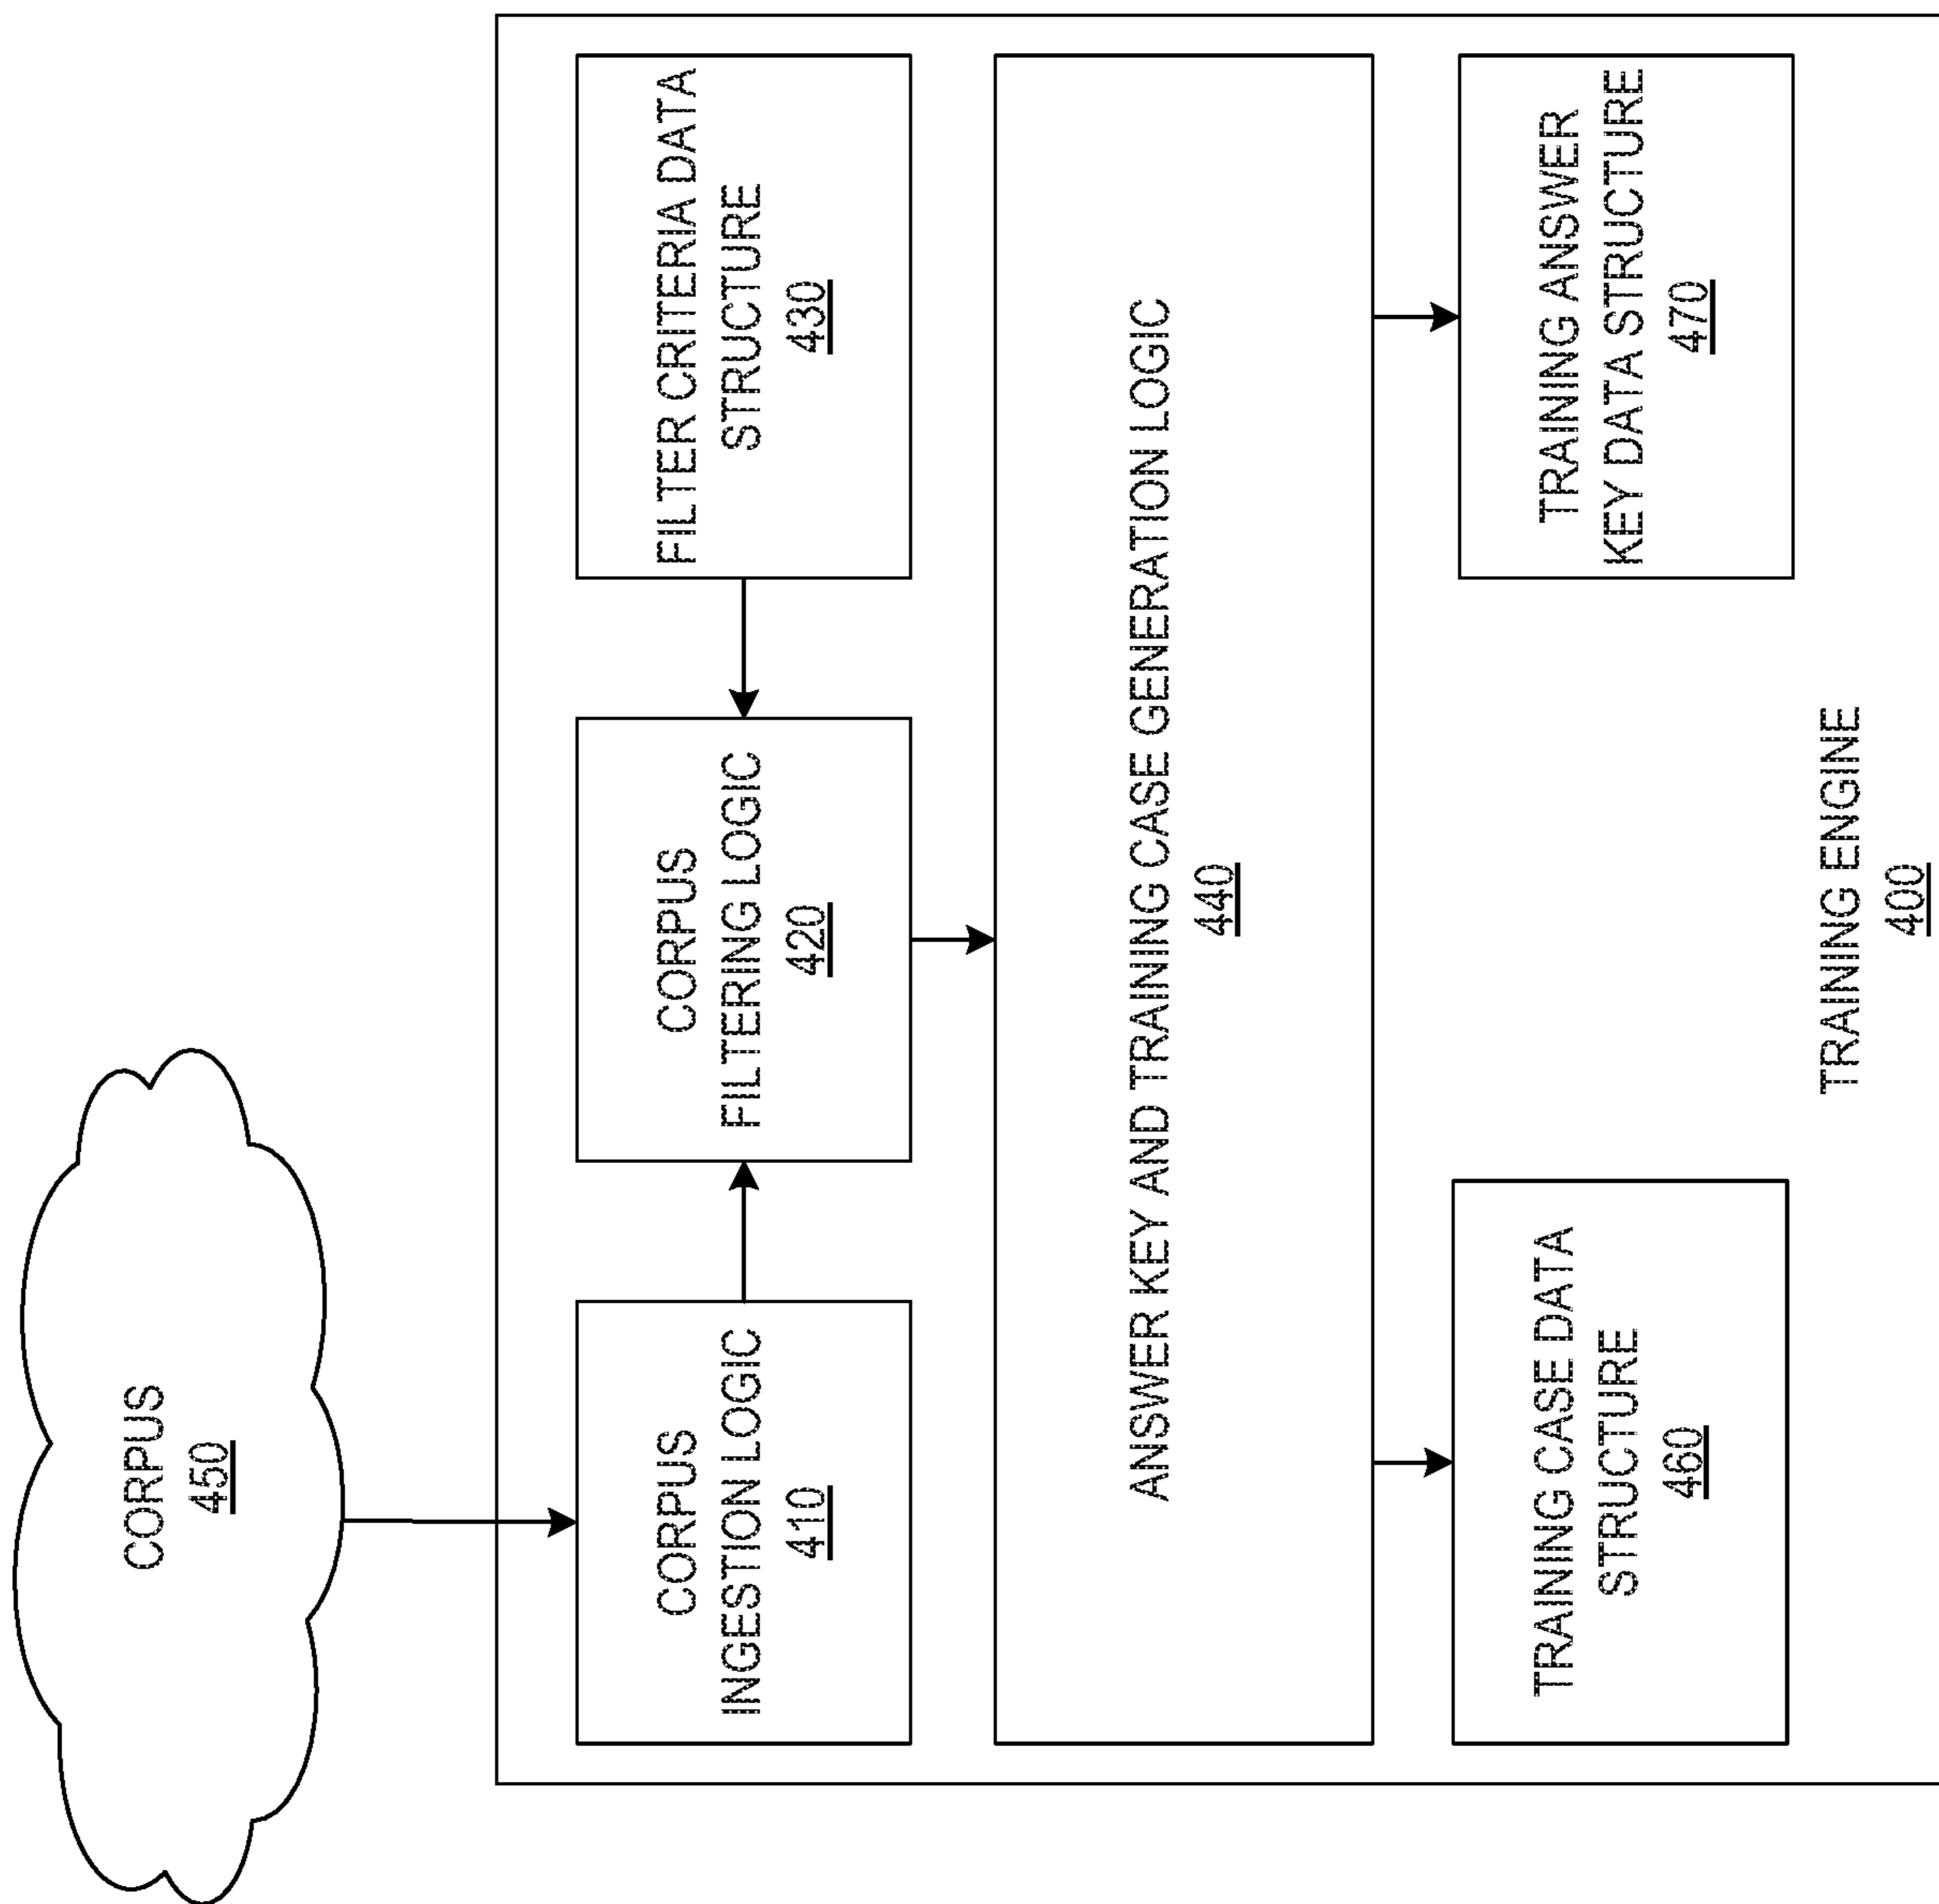 CORPUS
450
CORPUS
INGESTION LOGIC
410
CORPUS
FILTERING LOGIC
420
FILTER CRITERIA DATA
STRUCTURE
430
ANSWER KEY AND TRAINING CASE GENERATION LOGIC
440
TRAINING CASE DATA
STRUCTURE
460
TRAINING ANSWER
KEY DATA STRUCTURE
470
TRAINING ENGINE
400